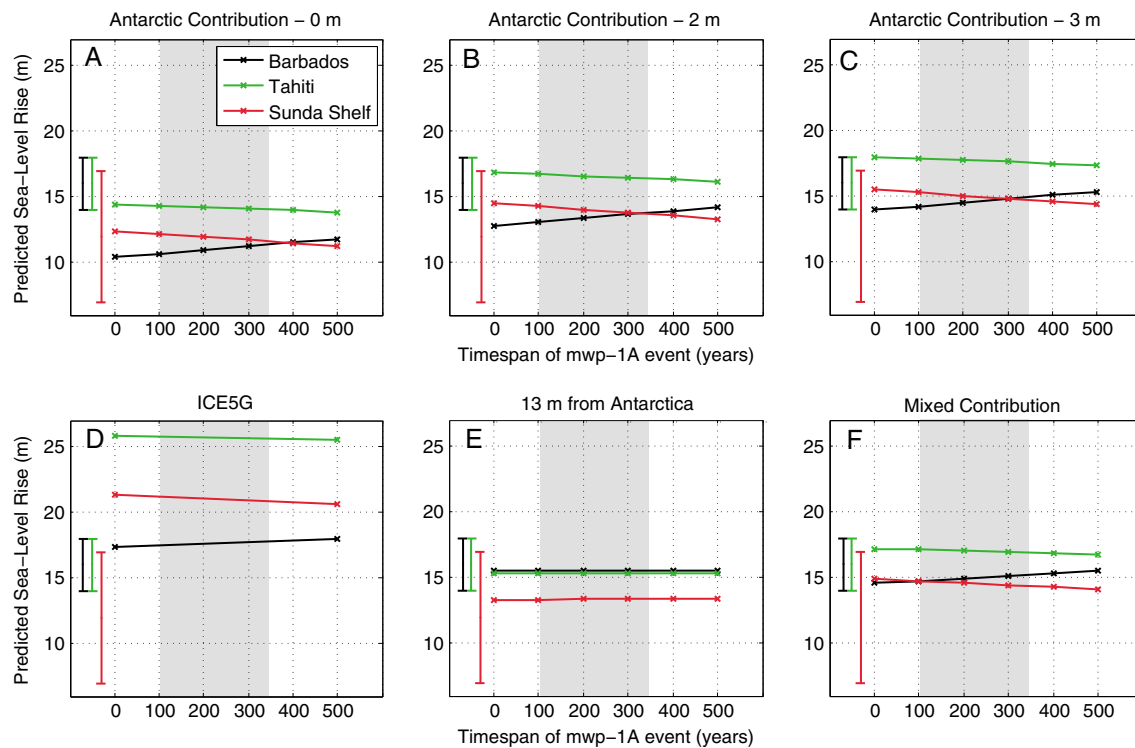 Antarctic Contribution – 0 m
Antarctic Contribution – 2 m
Antarctic Contribution – 3 m
Predicted Sea–Level Rise (m)
A
Barbados
Tahiti
Sunda Shelf
B
C
25
20
15
10
25
20
15
10
25
20
15
10
0 100 200 300 400 500
0 100 200 300 400 500
0 100 200 300 400 500
Timespan of mwp–1A event (years)
ICE5G
13 m from Antarctica
Mixed Contribution
Predicted Sea–Level Rise (m)
D
E
F
25
20
15
10
25
20
15
10
25
20
15
10
0 100 200 300 400 500
0 100 200 300 400 500
0 100 200 300 400 500
Timespan of mwp–1A event (years)